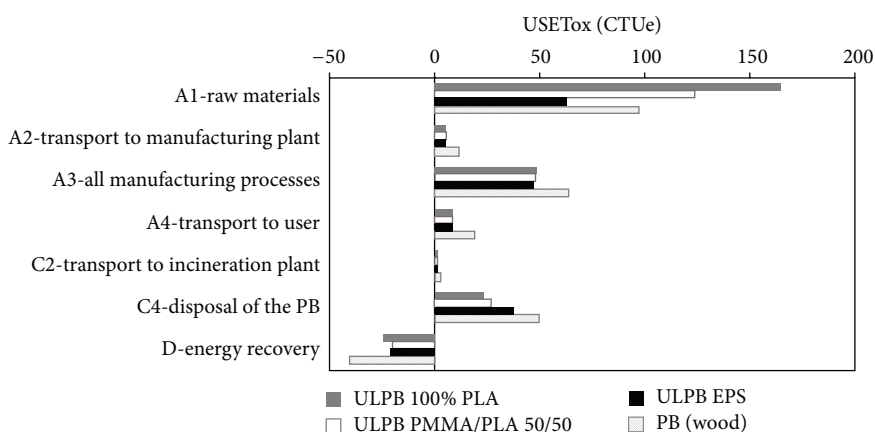 USETox (CTUe)
−50 0 50 100 150 200
A1-raw materials
A2-transport to manufacturing plant
A3-all manufacturing processes
A4-transport to user
C2-transport to incineration plant
C4-disposal of the PB
D-energy recovery
ULPB 100% PLA ULPB EPS
ULPB PMMA/PLA 50/50 PB (wood)